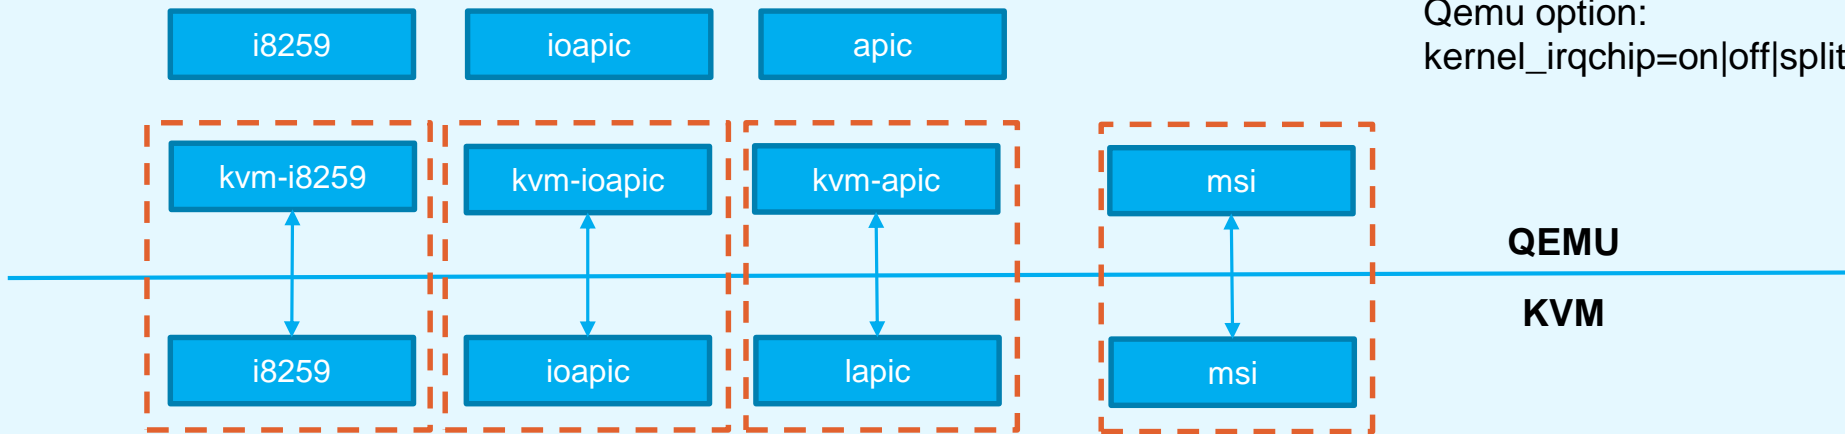 Qemu option:
kernel_irqchip=on|off|split
i8259
ioapic
apic
kvm-i8259
kvm-ioapic
kvm-apic
msi
QEMU
KVM
i8259
ioapic
lapic
msi